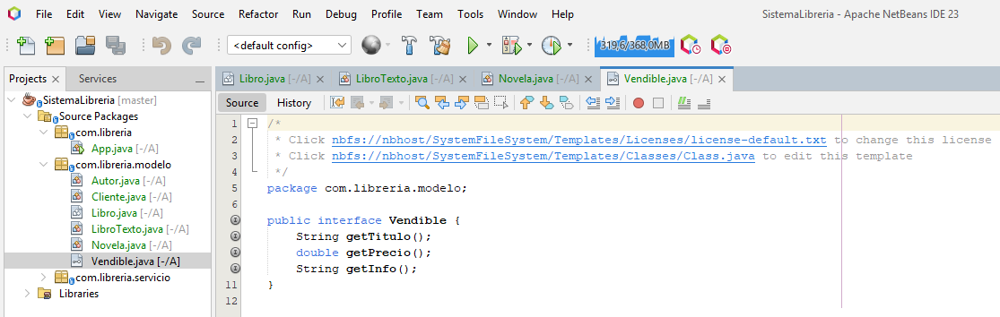 File Edit View Navigate Source Refactor Run Debug Profile Team Tools Window Help SistemaLibreria - Apache NetBeans IDE 23
<default config> 319,6/368,0MB
Projects Services
Libro.java [-/A] LibroTexto.java [-/A] Novela.java [-/A] Vendible.java [-/A]
SistemaLibreria [master]
Source Packages
com.libreria
App.java [-/A]
com.libreria.modelo
Autor.java [-/A]
Cliente.java [-/A]
Libro.java [-/A]
LibroTexto.java [-/A]
Novela.java [-/A]
Vendible.java [-/A]
com.libreria.servicio
Libraries
Source History
1 /*
2 * Click nbfs://nbhost/SystemFileSystem/Templates/Licenses/license-default.txt to change this license
3 * Click nbfs://nbhost/SystemFileSystem/Templates/Classes/Class.java to edit this template
4 */
5 package com.libreria.modelo;
6
public interface Vendible {
String getTitulo();
double getPrecio();
String getInfo();
11 }
12